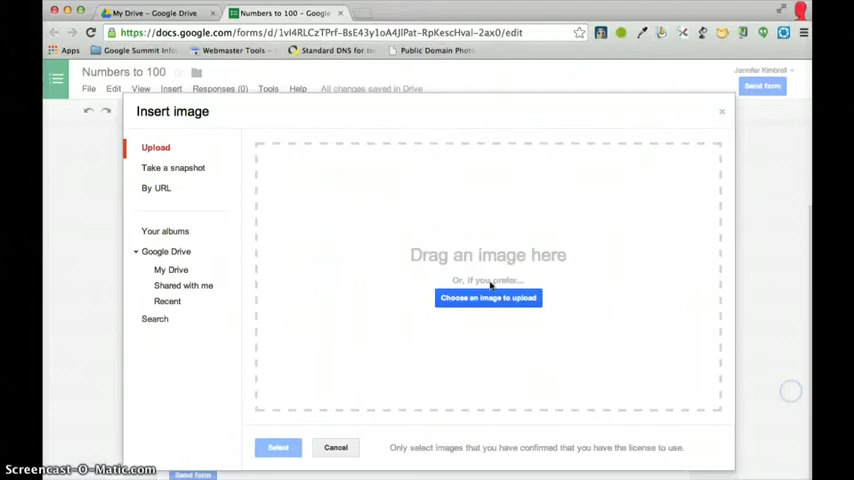 My Drive – Google Drive
Numbers to 100 – Google
https://docs.google.com/forms/d/1vI4RLCzTPrf-BsE43y1oA4JlPat-RpKescHvaI-2ax0/edit
Apps
Google Summit Info
Webmaster Tools
Standard DNS for
Public Domain Photo
Numbers to 100
Jennifer Kimbrell
File Edit View Insert Responses (0) Tools Help All changes saved in Drive
Send form
Insert image
Upload
Take a snapshot
By URL
Your albums
Google Drive
My Drive
Shared with me
Recent
Search
Drag an image here
Or, if you prefer...
Choose an image to upload
Select
Cancel
Only select images that you have confirmed that you have the license to use.
Screencast-O-Matic.com
Send form